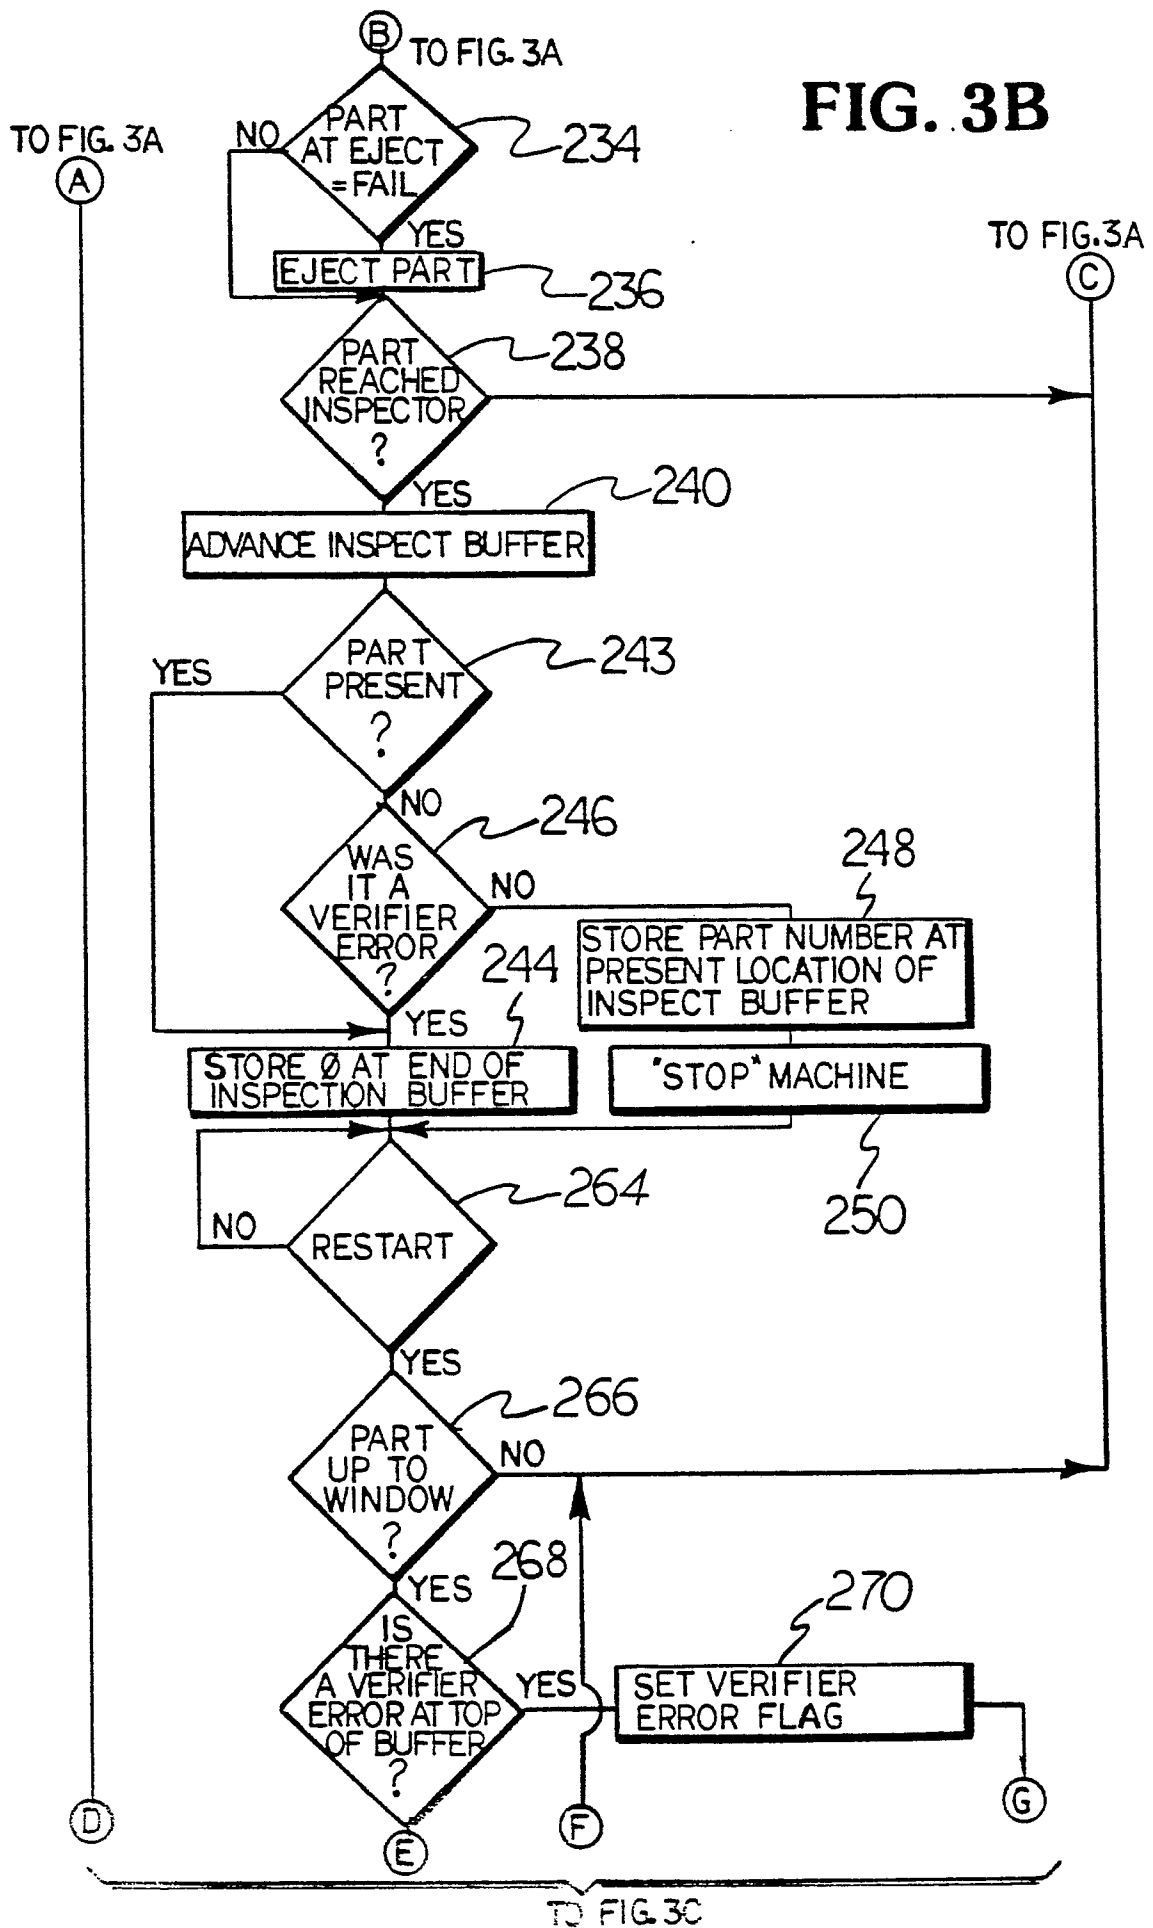 B
TO FIG. 3A
FIG. 3B
TO FIG. 3A
A
PART
AT EJECT
=FAIL
NO
234
YES
EJECT PART
236
TO FIG.3A
C
PART
REACHED
INSPECTOR
?
238
YES
240
ADVANCE INSPECT BUFFER
PART
PRESENT
?
243
YES
NO
246
WAS
IT A
VERIFIER
ERROR
?
NO
248
STORE PART NUMBER AT
PRESENT LOCATION OF
INSPECT BUFFER
244
YES
STORE Ø AT END OF
INSPECTION BUFFER
"STOP" MACHINE
250
264
RESTART
NO
YES
266
PART
UP TO
WINDOW
?
NO
YES
268
IS
THERE
A VERIFIER
ERROR AT TOP
OF BUFFER
?
YES
270
SET VERIFIER
ERROR FLAG
D
E
F
G
TO FIG. 3C